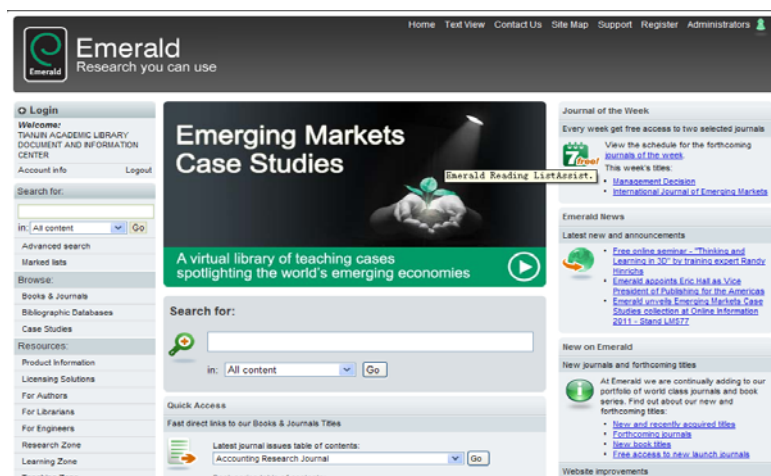 Home Text View Contact Us Site Map Support Register Administrators
Emerald
Emerald
Research you can use
Login
Welcome:
TIANJIN ACADEMIC LIBRARY
DOCUMENT AND INFORMATION
CENTER
Account info Logout
Search for:
in: All content Go
Advanced search
Marked lists
Browse:
Books & Journals
Bibliographic Databases
Case Studies
Resources:
Product Information
Licensing Solutions
For Authors
For Librarians
For Engineers
Research Zone
Learning Zone
Emerging Markets
Case Studies
Emerald Reading ListAssist.
A virtual library of teaching cases
spotlighting the world's emerging economies
Search for:
in: All content Go
Quick Access
Fast direct links to our Books & Journals Titles
Latest journal issues table of contents:
Accounting Research Journal Go
Journal of the Week
Every week get free access to two selected journals
7 free!
View the schedule for the forthcoming
journals of the week.
This week's titles:
• Management Decision
• International Journal of Emerging Markets
Emerald News
Latest new and announcements
• Free online seminar - "Thinking and
Learning in 3D" by training expert Randy
Hinrichs
• Emerald appoints Eric Hall as Vice
President of Publishing for the Americas
• Emerald unveils Emerging Markets Case
Studies collection at Online Information
2011 - Stand LMS77
New on Emerald
New journals and forthcoming titles
At Emerald we are continually adding to our
portfolio of world class journals and book
series. Find out about our new and
forthcoming titles:
• New and recently acquired titles
• Forthcoming journals
• New book titles
• Free access to new launch journals
Website improvements